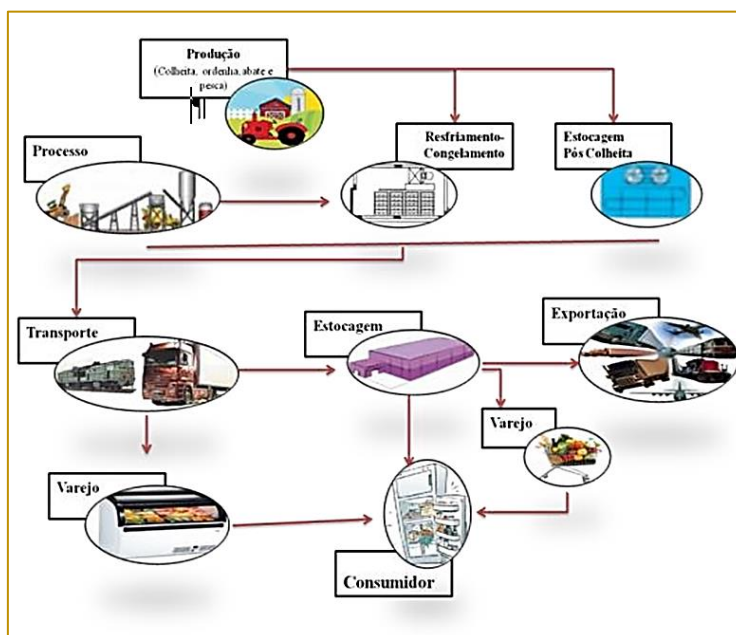 Produção
(Colheita, ordenha, abate e
pesca)
Processo
Resfriamento-
Congelamento
Estocagem
Pós Colheita
Transporte
Estocagem
Exportação
Varejo
Varejo
Consumidor